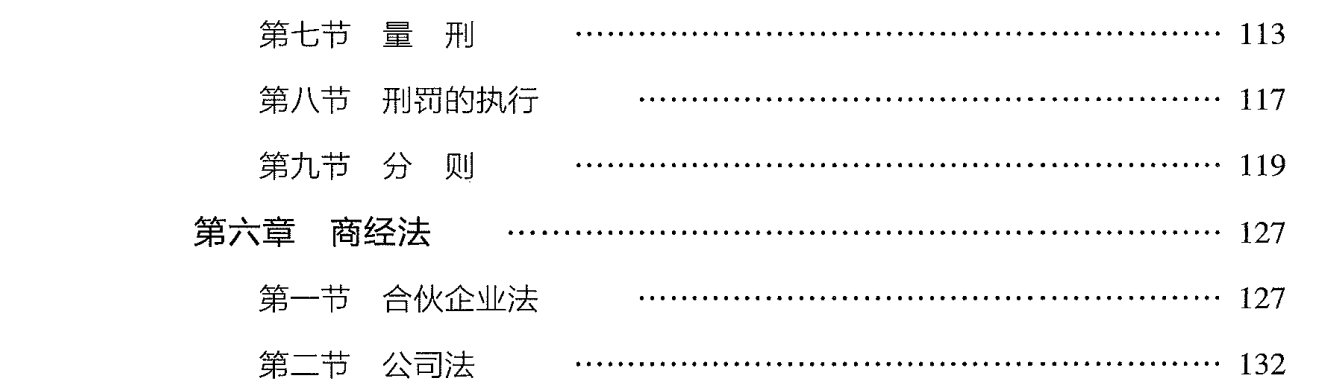 第七节 量 刑 …………………………………………………… 113
第八节 刑罚的执行 ……………………………………………… 117
第九节 分 则 …………………………………………………… 119
第六章 商经法 ………………………………………………………… 127
第一节 合伙企业法 ……………………………………………… 127
第二节 公司法 …………………………………………………… 132